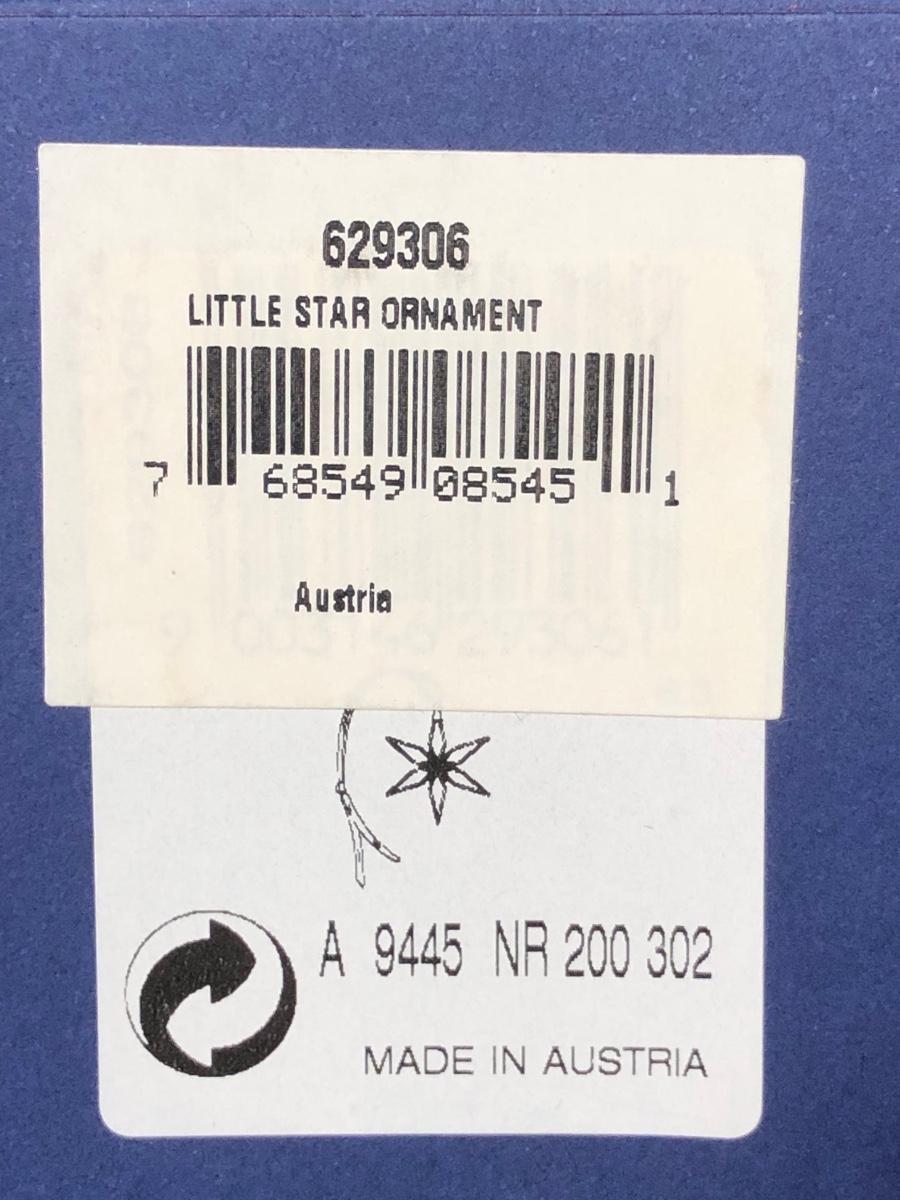 629306
LITTLE STAR ORNAMENT
7 68549 08545 1
Austria
A 9445 NR 200 302
MADE IN AUSTRIA